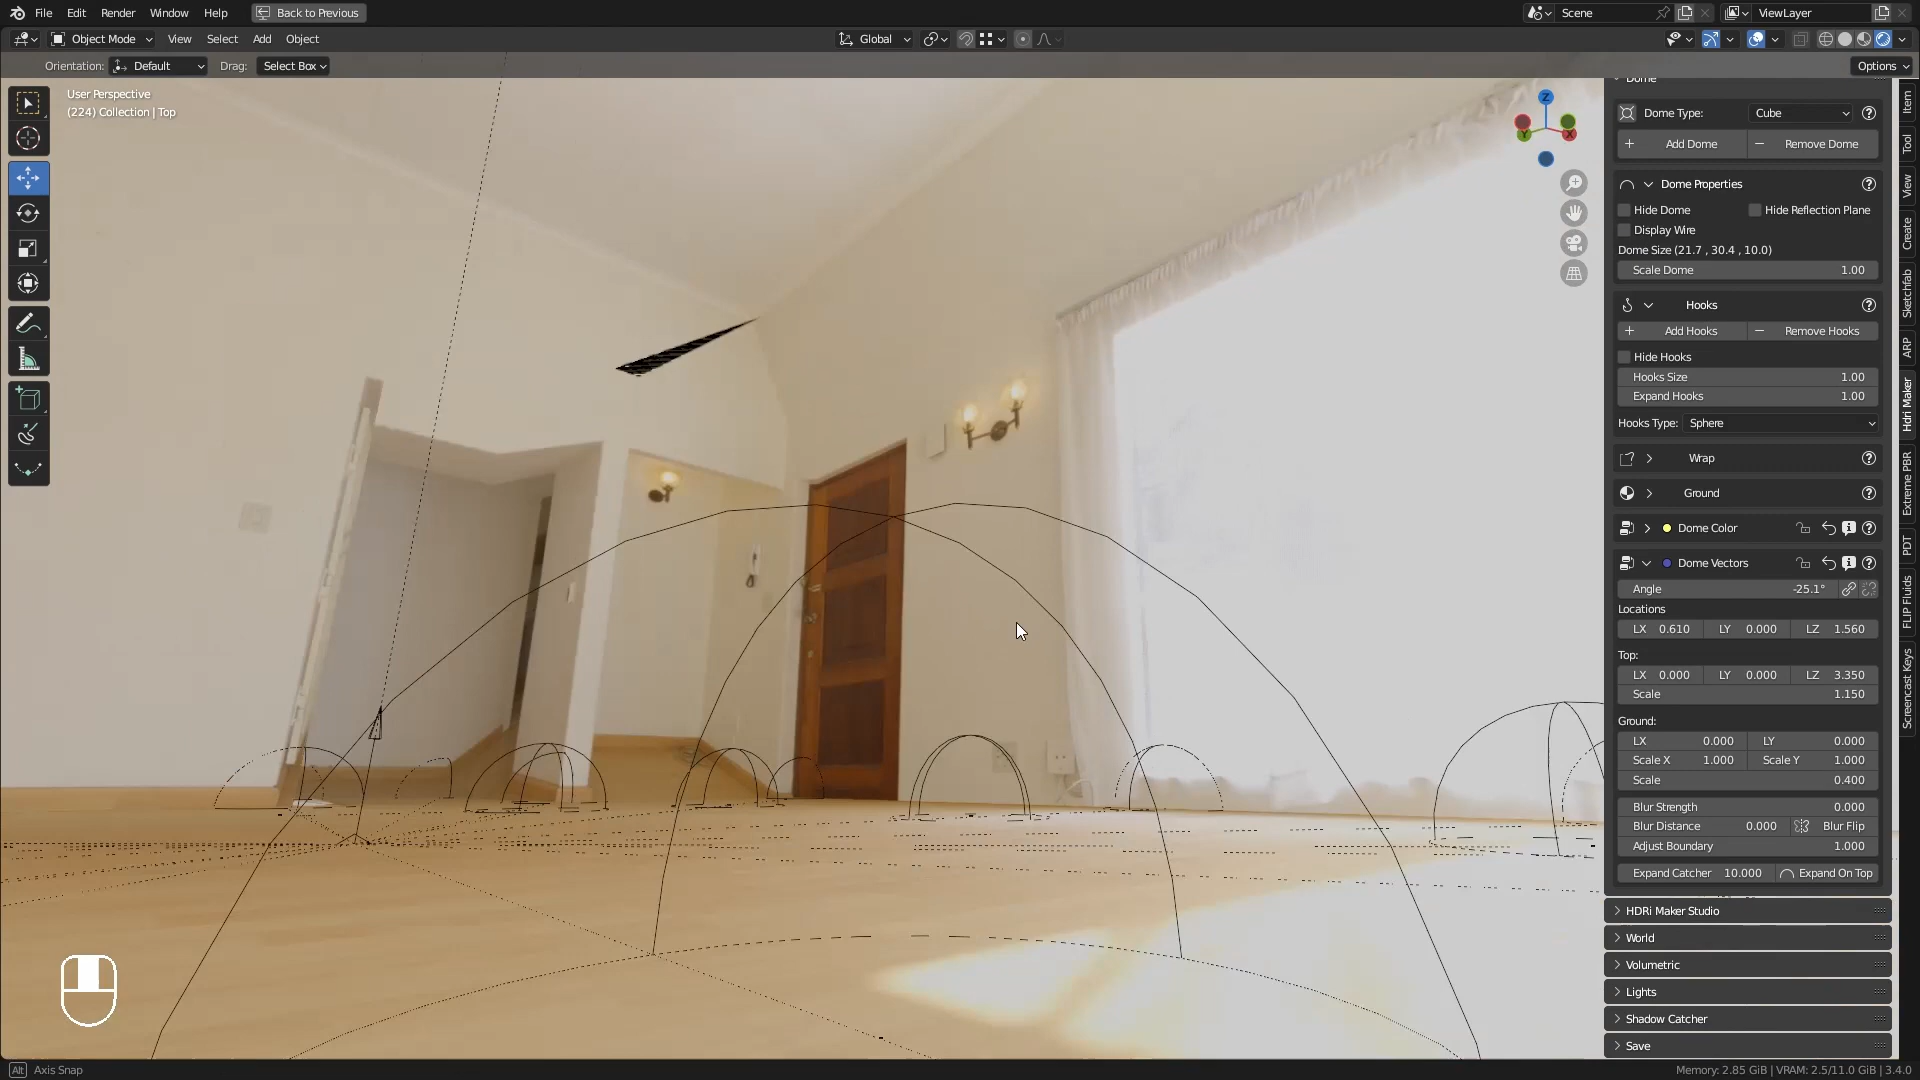 File Edit Render Window Help Back to Previous Scene ViewLayer
Object Mode View Select Add Object Global
Orientation: Default Drag: Select Box Options
User Perspective
(224) Collection | Top
Z
Y
X
Dome
Dome Type: Cube
Add Dome Remove Dome
Dome Properties
Hide Dome Hide Reflection Plane
Display Wire
Dome Size (21.7 , 30.4 , 10.0)
Scale Dome 1.00
Hooks
Add Hooks Remove Hooks
Hide Hooks
Hooks Size 1.00
Expand Hooks 1.00
Hooks Type: Sphere
Wrap
Ground
Dome Color
Dome Vectors
Angle -25.1°
Locations
LX 0.610 LY 0.000 LZ 1.560
Top:
LX 0.000 LY 0.000 LZ 3.350
Scale 1.150
Ground:
LX 0.000 LY 0.000
Scale X 1.000 Scale Y 1.000
Scale 0.400
Blur Strength 0.000
Blur Distance 0.000 Blur Flip
Adjust Boundary 1.000
Expand Catcher 10.000 Expand On Top
HDRi Maker Studio
World
Volumetric
Lights
Shadow Catcher
Save
Item
Tool
View
Create
Sketchfab
ARP
Hdri Maker
Extreme PBR
PDT
FLIP Fluids
Screencast Keys
Alt Axis Snap
Memory: 2.85 GiB | VRAM: 2.5/11.0 GiB | 3.4.0